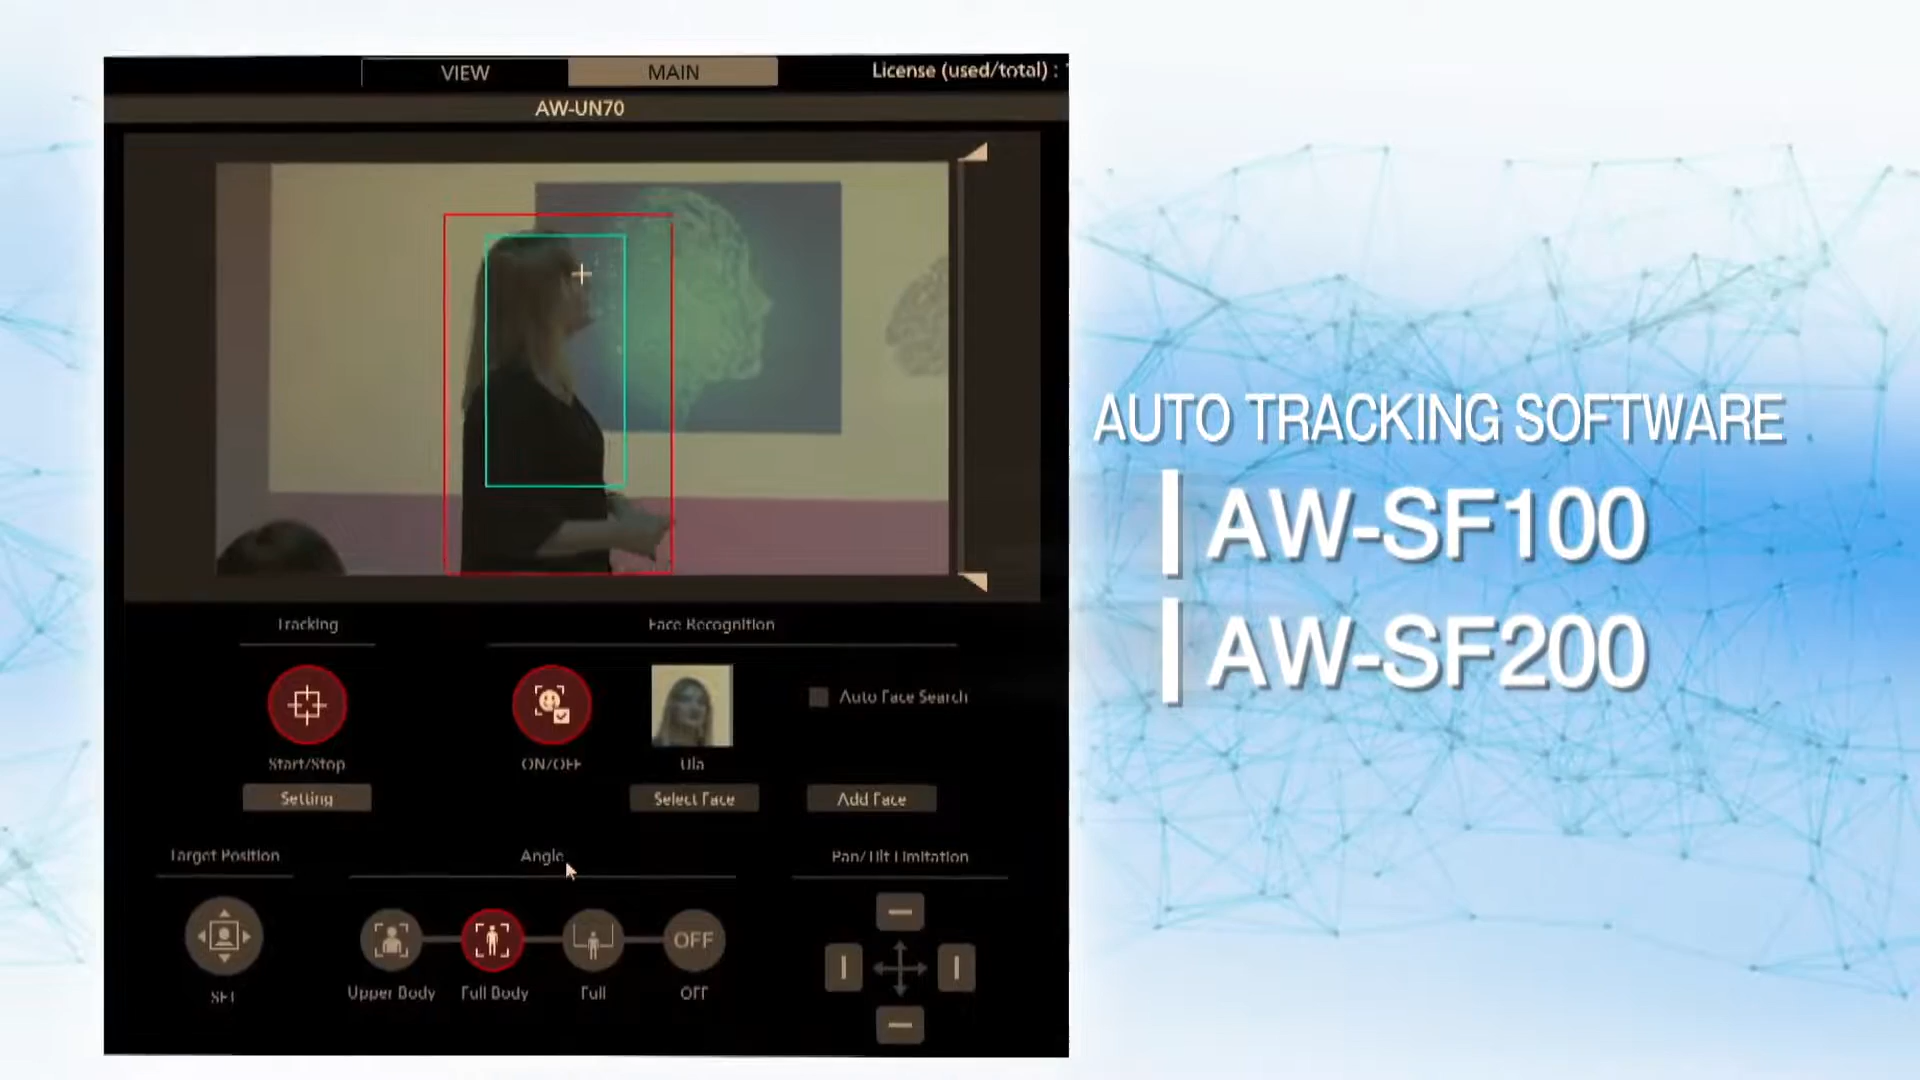 VIEW
MAIN
License (used/total) :
AW-UN70
AUTO TRACKING SOFTWARE
AW-SF100
AW-SF200
Tracking
Face Recognition
Auto Face Search
Start/Stop
ON/OFF
Ula
Setting
Select Face
Add Face
Target Position
Angle
Pan/Tilt Limitation
OFF
SET
Upper Body
Full Body
Full
Off